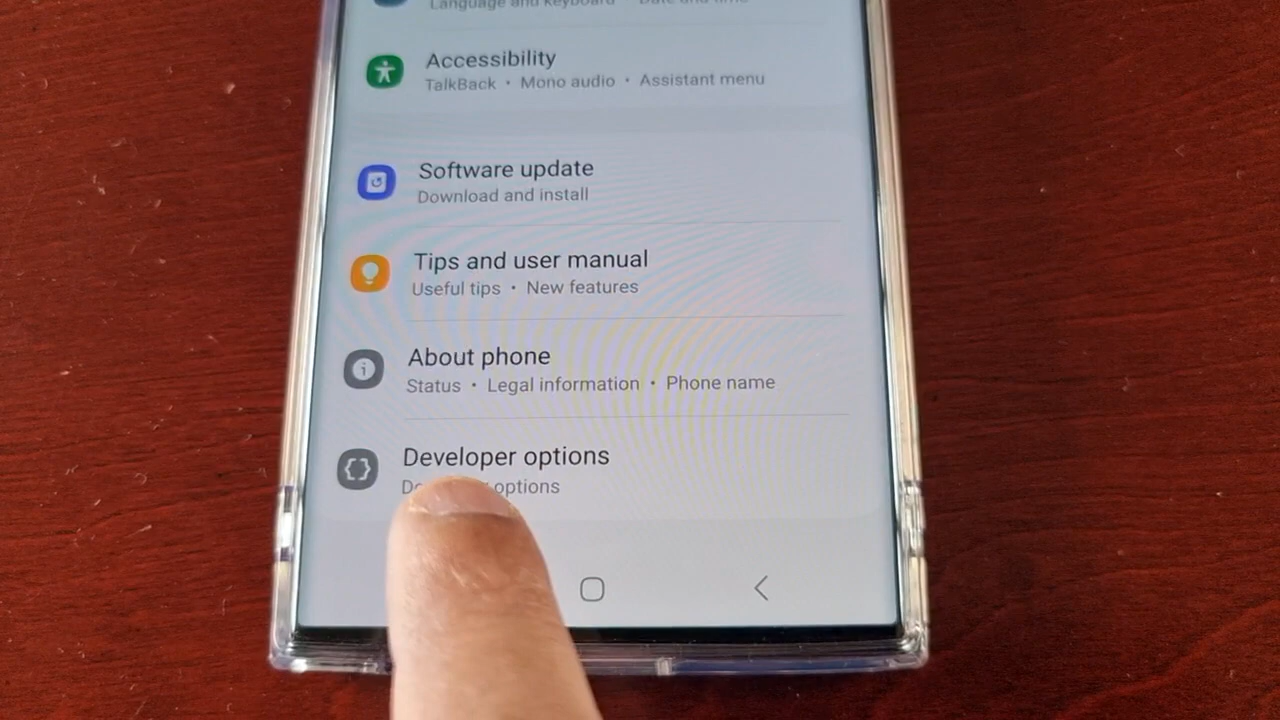 Language and keyboard • Date and time
Accessibility
TalkBack • Mono audio • Assistant menu
Software update
Download and install
Tips and user manual
Useful tips • New features
About phone
Status • Legal information • Phone name
Developer options
options